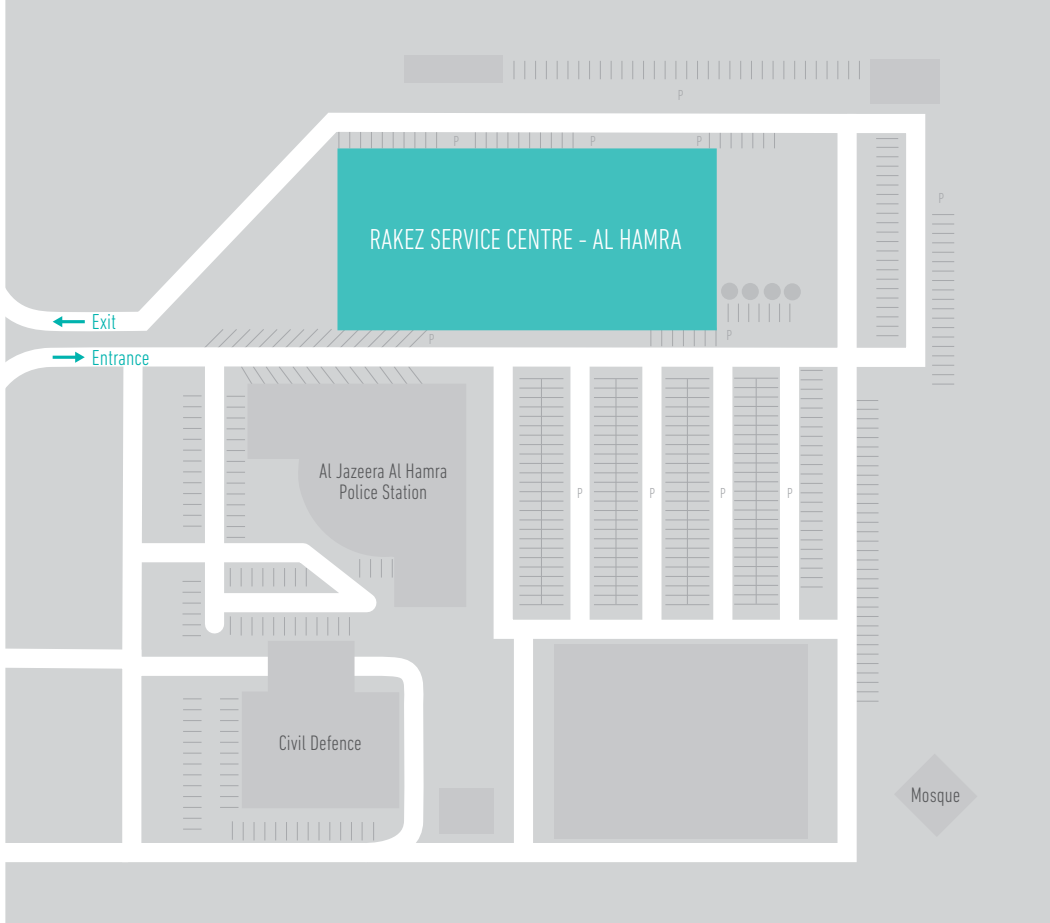 P
P
P
P
P
RAKEZ SERVICE CENTRE - AL HAMRA
Exit
P
P
Entrance
Al Jazeera Al Hamra
Police Station
P
P
P
P
Civil Defence
Mosque